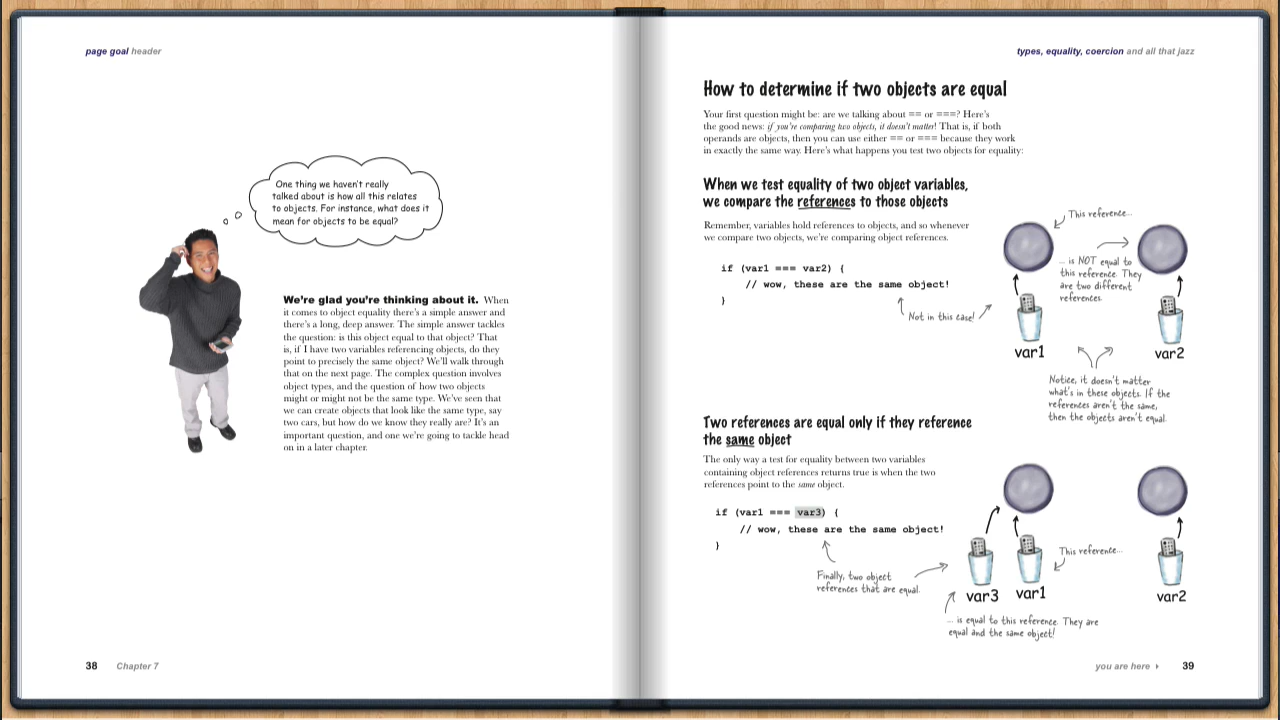 page goal header
One thing we haven't really
talked about is how all this relates
to objects. For instance, what does it
mean for objects to be equal?
We're glad you're thinking about it. When
it comes to object equality there's a simple answer and
there's a long, deep answer. The simple answer tackles
the question: is this object equal to that object? That
is, if I have two variables referencing objects, do they
point to precisely the same object? We'll walk through
that on the next page. The complex question involves
object types, and the question of how two objects
might or might not be the same type. We've seen that
we can create objects that look like the same type, say
two cars, but how do we know they really are? It's an
important question, and one we're going to tackle head
on in a later chapter.
38 Chapter 7
types, equality, coercion and all that jazz
How to determine if two objects are equal
Your first question might be: are we talking about == or ===? Here's
the good news: if you're comparing two objects, it doesn't matter! That is, if both
operands are objects, then you can use either == or === because they work
in exactly the same way. Here's what happens you test two objects for equality:
When we test equality of two object variables,
we compare the references to those objects
Remember, variables hold references to objects, and so whenever
we compare two objects, we're comparing object references.
if (var1 === var2) {
// wow, these are the same object!
}
Not in this case!
This reference...
... is NOT equal to
this reference. They
are two different
references.
var1
var2
Notice, it doesn't matter
what's in these objects. If the
references aren't the same,
then the objects aren't equal.
Two references are equal only if they reference
the same object
The only way a test for equality between two variables
containing object references returns true is when the two
references point to the same object.
if (var1 === var3) {
// wow, these are the same object!
}
Finally, two object
references that are equal.
This reference...
var3
var1
var2
... is equal to this reference. They are
equal and the same object!
you are here 39